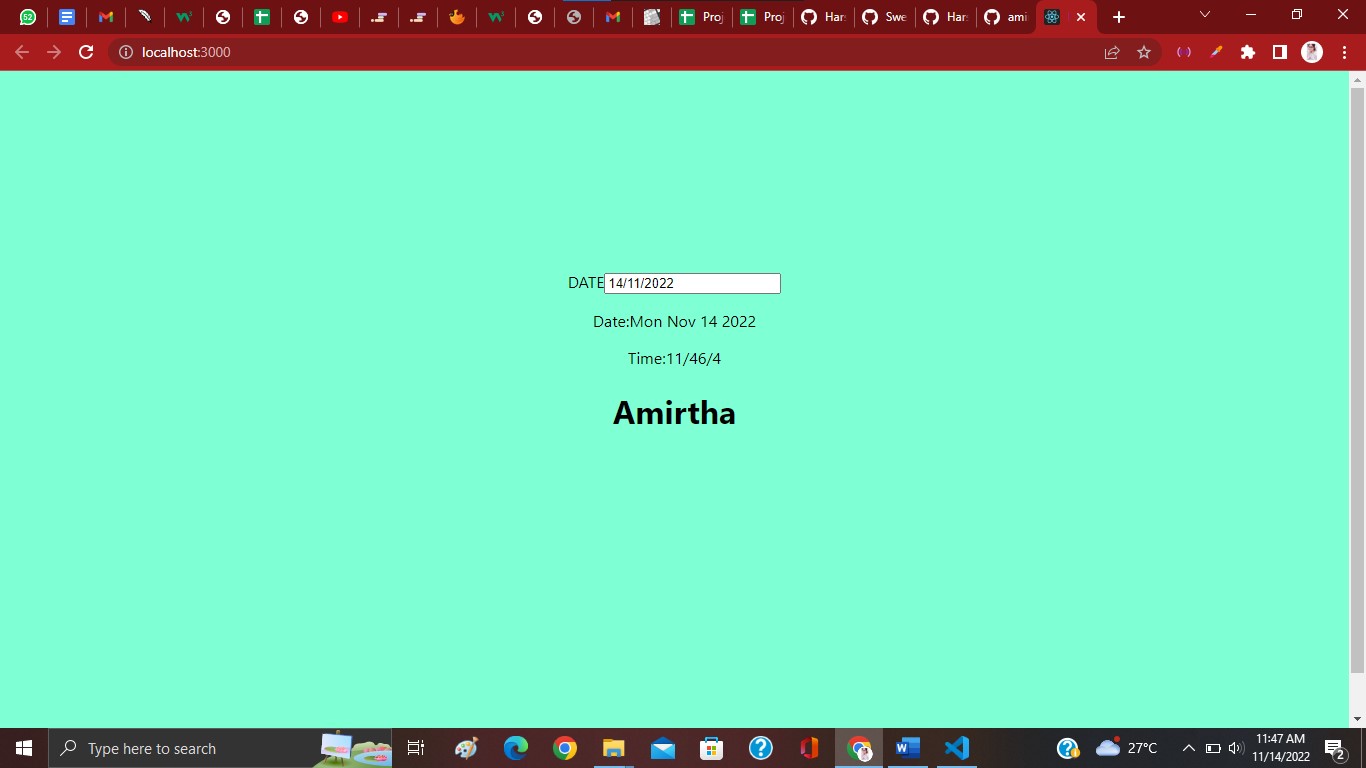 52
Proj
Proj
Har
Swe
Har
ami
localhost:3000
DATE 14/11/2022
Date:Mon Nov 14 2022
Time:11/46/4
Amirtha
Type here to search
27°C
11:47 AM
11/14/2022
2